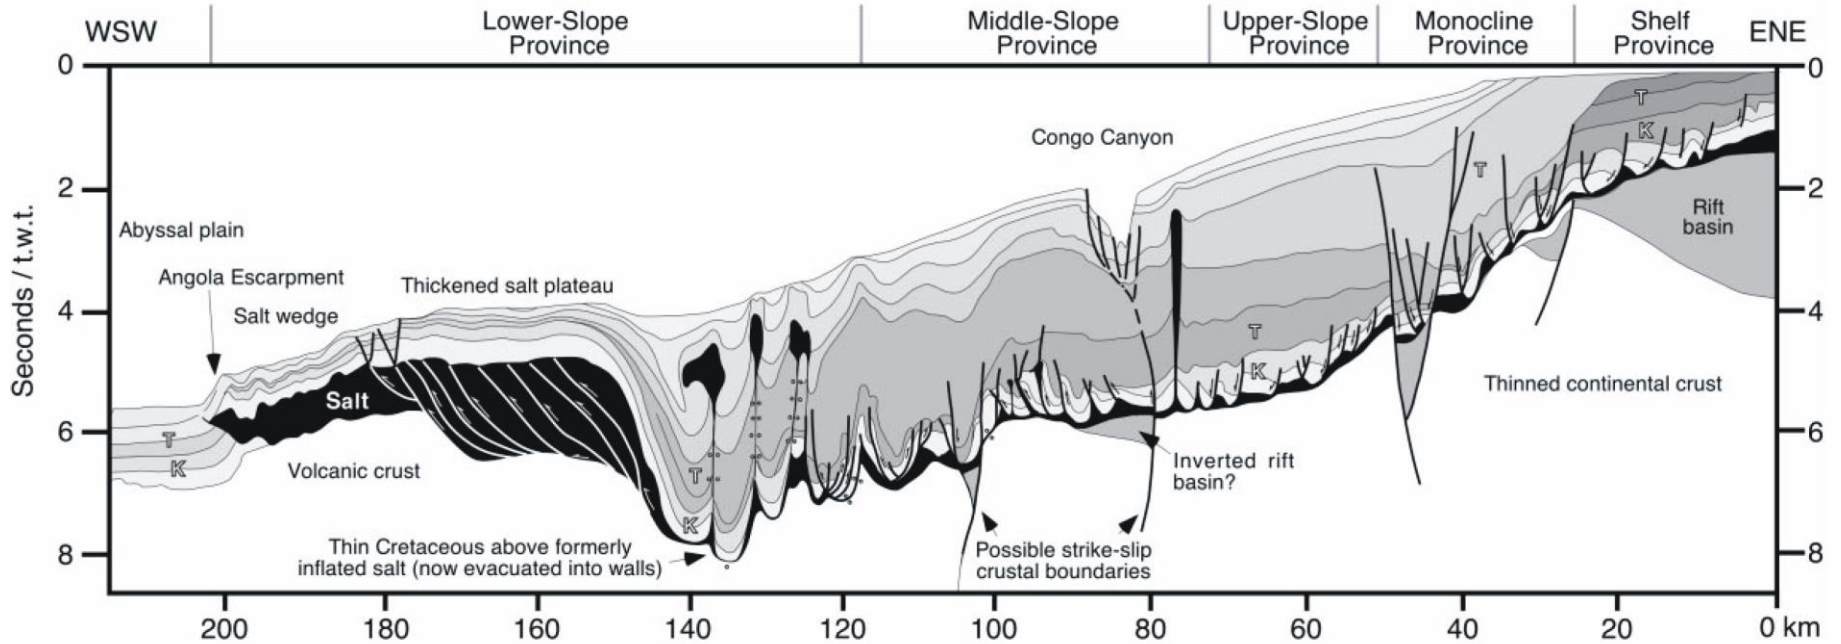 WSW
Lower-Slope
Province
Middle-Slope
Province
Upper-Slope
Province
Monocline
Province
Shelf
Province
ENE
0
0
Seconds / t.w.t.
2
2
4
4
6
6
8
8
T
K
Congo Canyon
T
Rift
basin
Abyssal plain
Angola Escarpment
Thickened salt plateau
Salt wedge
T
K
Thinned continental crust
Salt
T
K
Volcanic crust
T
K
Inverted rift
basin?
Thin Cretaceous above formerly
inflated salt (now evacuated into walls)
Possible strike-slip
crustal boundaries
200
180
160
140
120
100
80
60
40
20
0 km